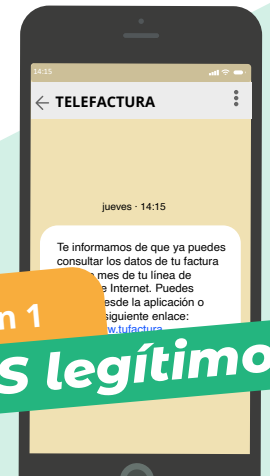 14:15
TELEFACTURA
jueves · 14:15
Te informamos de que ya puedes
consultar los datos de tu factura
mes de tu línea de
Internet. Puedes
desde la aplicación o
siguiente enlace:
tufactura
n 1
S legítimo